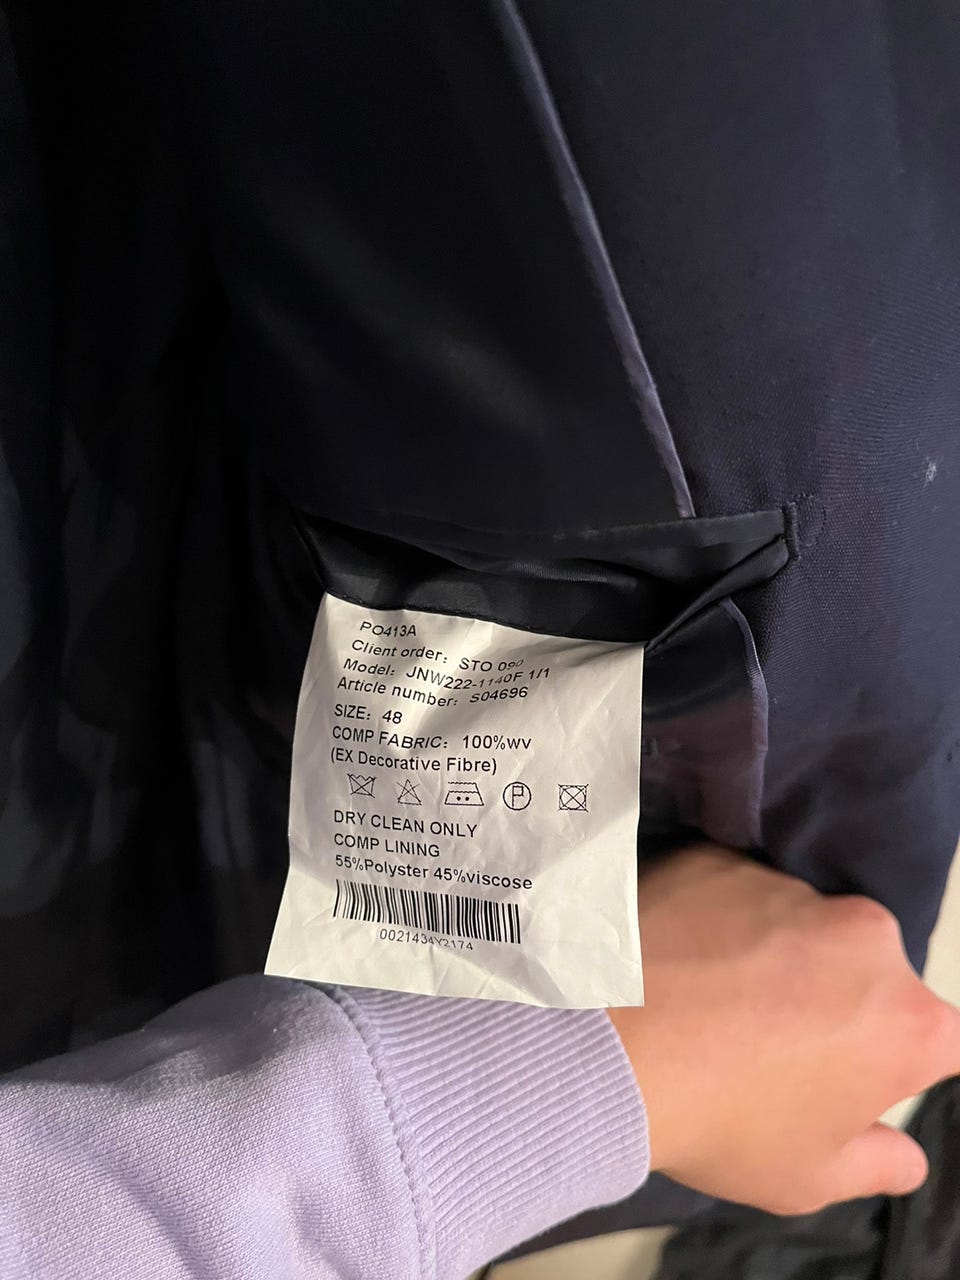 PO413A
Client order: STO 090
Model: JNW222-1140F 1/1
Article number: S04696
SIZE: 48
COMP FABRIC: 100%wv
(EX Decorative Fibre)
P
DRY CLEAN ONLY
COMP LINING
55%Polyster 45%viscose
0021434Y2174